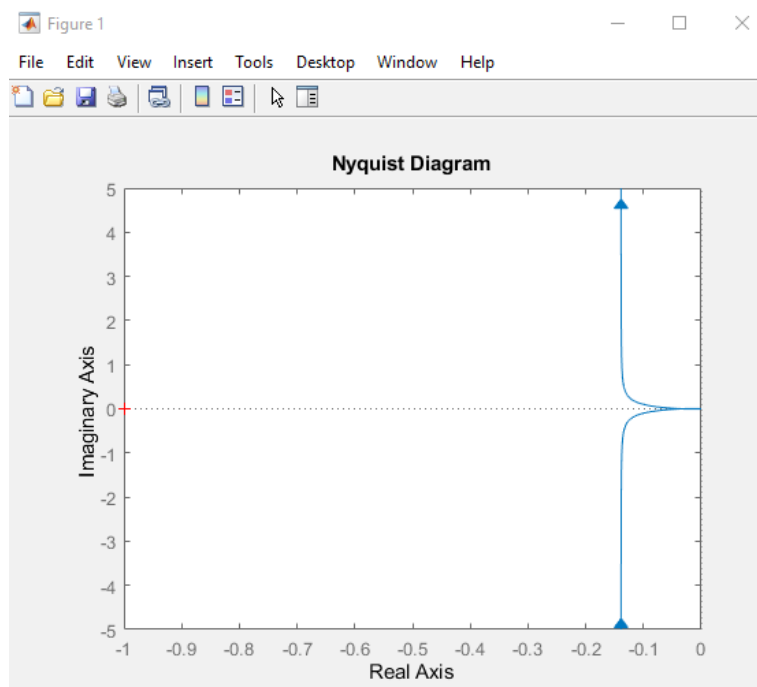 Figure 1
File Edit View Insert Tools Desktop Window Help
Nyquist Diagram
5
4
3
2
1
0
-1
-2
-3
-4
-5
Imaginary Axis
-1 -0.9 -0.8 -0.7 -0.6 -0.5 -0.4 -0.3 -0.2 -0.1 0
Real Axis